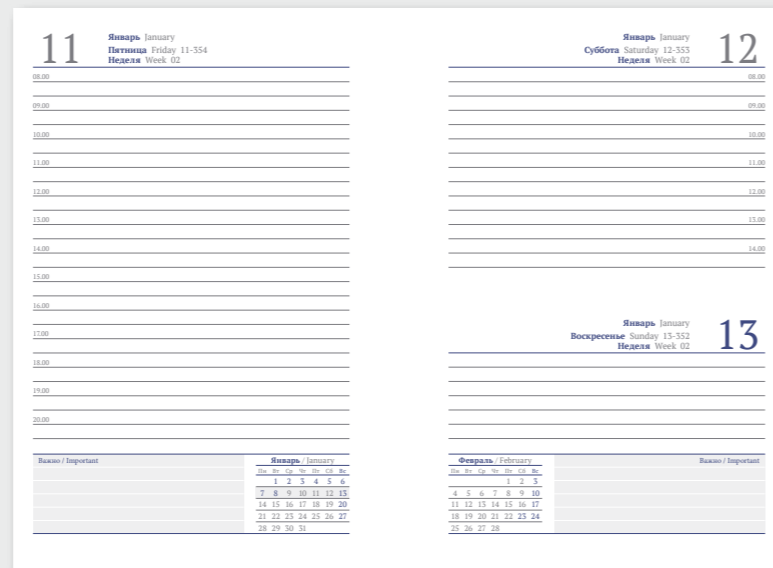 11
Январь January
Пятница Friday 11-354
Неделя Week 02
08.00
09.00
10.00
11.00
12.00
13.00
14.00
15.00
16.00
17.00
18.00
19.00
20.00
Важно / Important
Январь / January
Пн Вт Ср Чт Пт Сб Вс
1 2 3 4 5 6
7 8 9 10 11 12 13
14 15 16 17 18 19 20
21 22 23 24 25 26 27
28 29 30 31
Январь January
Суббота Saturday 12-353
Неделя Week 02
12
08.00
09.00
10.00
11.00
12.00
13.00
14.00
Январь January
Воскресенье Sunday 13-352
Неделя Week 02
13
Февраль / February
Пн Вт Ср Чт Пт Сб Вс
1 2 3
4 5 6 7 8 9 10
11 12 13 14 15 16 17
18 19 20 21 22 23 24
25 26 27 28
Важно / Important